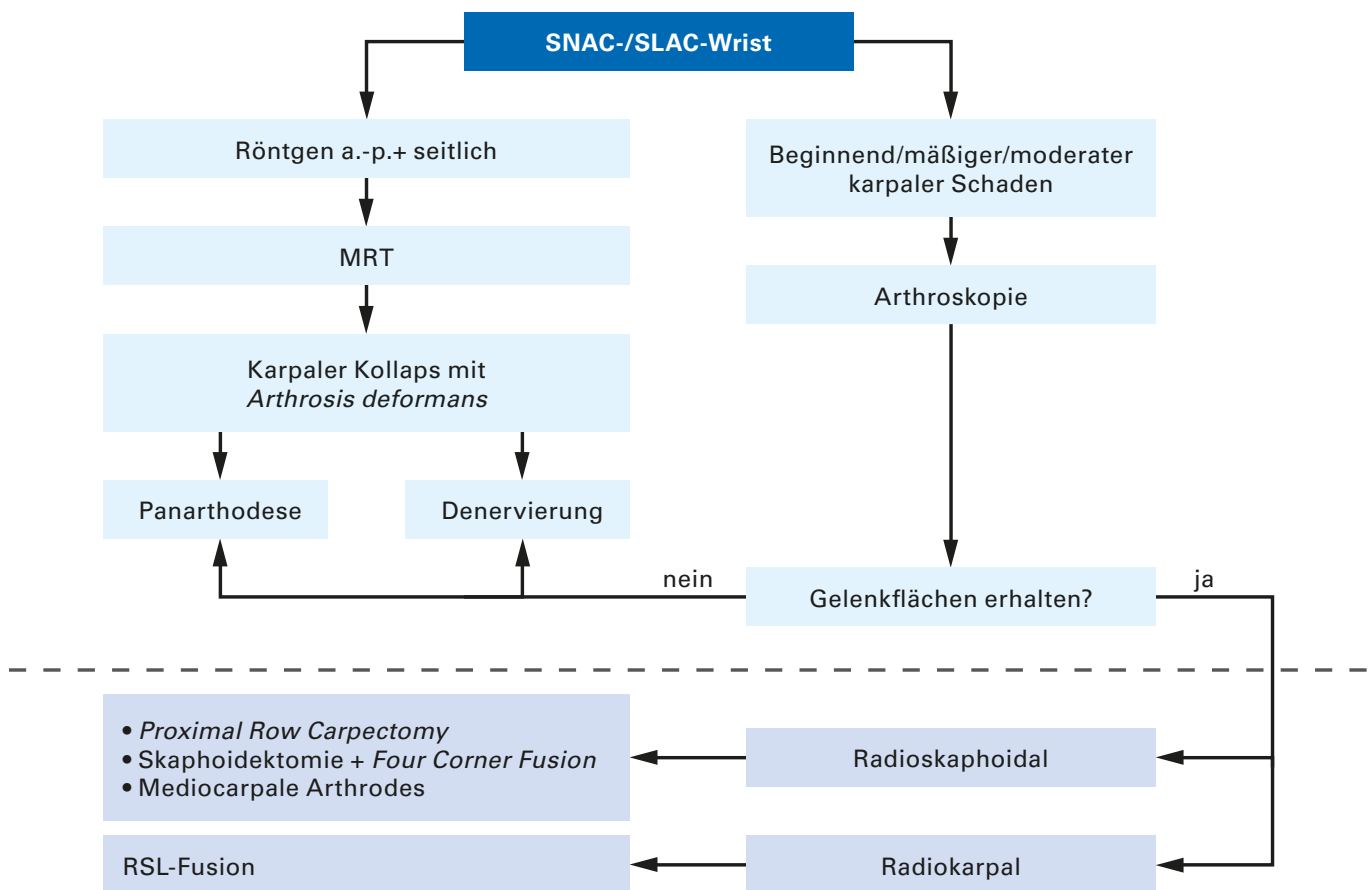 SNAC-/SLAC-Wrist
Röntgen a.-p.+ seitlich
MRT
Karpaler Kollaps mit
Arthrosis deformans
Panarthodese
Denervierung
Beginnend/mäßiger/moderater
karpaler Schaden
Arthroskopie
Gelenkflächen erhalten?
nein
ja
• Proximal Row Carpectomy
• Skaphoidektomie + Four Corner Fusion
• Mediocarpale Arthrodes
Radioskaphoidal
RSL-Fusion
Radiokarpal